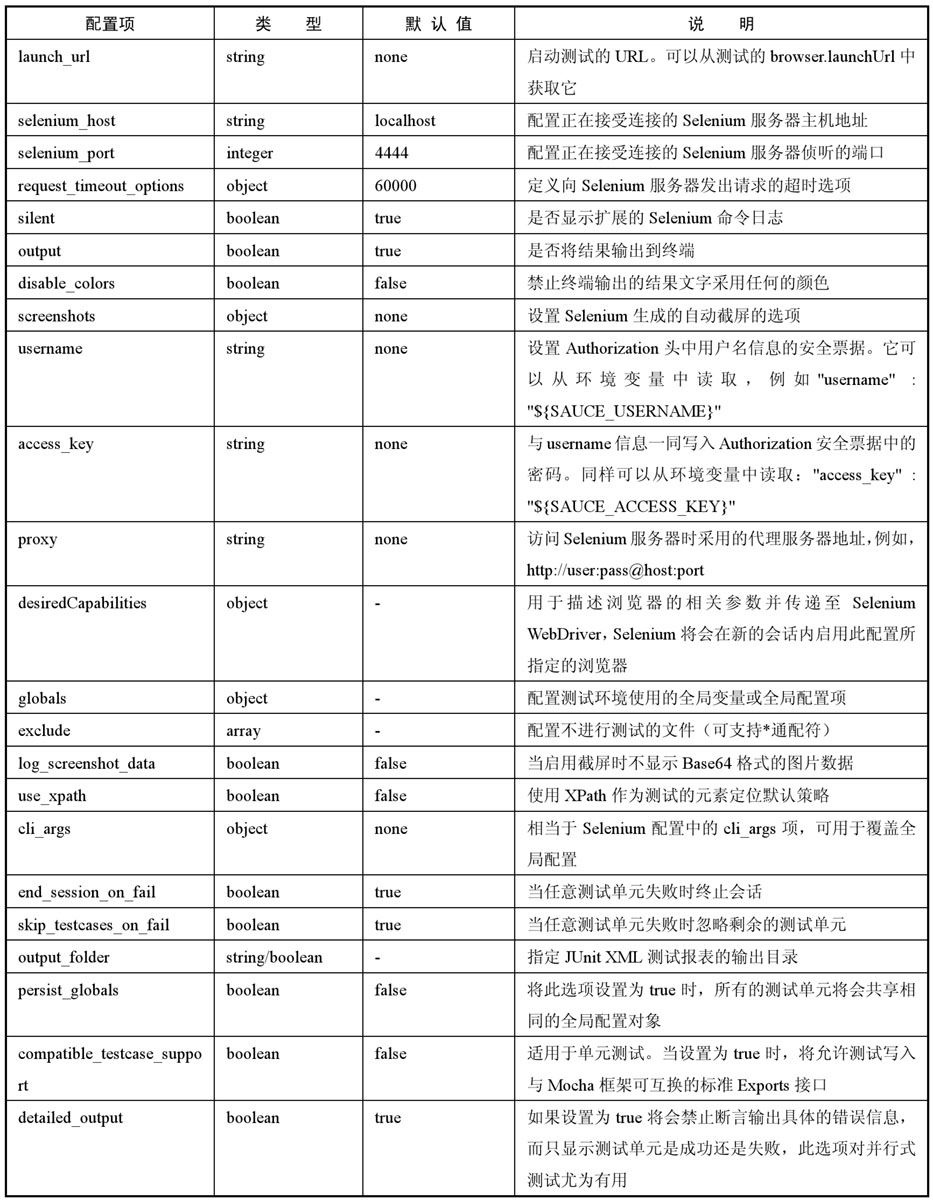 配置项 类 型 默 认 值 说 明
launch_url string none 启动测试的 URL。可以从测试的 browser.launchUrl 中
获取它
selenium_host string localhost 配置正在接受连接的 Selenium 服务器主机地址
selenium_port integer 4444 配置正在接受连接的 Selenium 服务器侦听的端口
request_timeout_options object 60000 定义向 Selenium 服务器发出请求的超时选项
silent boolean true 是否显示扩展的 Selenium 命令日志
output boolean true 是否将结果输出到终端
disable_colors boolean false 禁止终端输出的结果文字采用任何的颜色
screenshots object none 设置 Selenium 生成的自动截屏的选项
username string none 设置 Authorization 头中用户名信息的安全票据。它可
以从环境变量中读取，例如"username" :
"${SAUCE_USERNAME}"
access_key string none 与 username 信息一同写入 Authorization 安全票据中的
密码。同样可以从环境变量中读取："access_key" :
"${SAUCE_ACCESS_KEY}"
proxy string none 访问 Selenium 服务器时采用的代理服务器地址，例如，
http://user:pass@host:port
desiredCapabilities object - 用于描述浏览器的相关参数并传递至 Selenium
WebDriver，Selenium 将会在新的会话内启用此配置所
指定的浏览器
globals object - 配置测试环境使用的全局变量或全局配置项
exclude array - 配置不进行测试的文件（可支持*通配符）
log_screenshot_data boolean false 当启用截屏时不显示 Base64 格式的图片数据
use_xpath boolean false 使用 XPath 作为测试的元素定位默认策略
cli_args object none 相当于 Selenium 配置中的 cli_args 项，可用于覆盖全
局配置
end_session_on_fail boolean true 当任意测试单元失败时终止会话
skip_testcases_on_fail boolean true 当任意测试单元失败时忽略剩余的测试单元
output_folder string/boolean - 指定 JUnit XML 测试报表的输出目录
persist_globals boolean false 将此选项设置为 true 时，所有的测试单元将会共享相
同的全局配置对象
compatible_testcase_suppo boolean false 适用于单元测试。当设置为 true 时，将允许测试写入
rt 与 Mocha 框架可互换的标准 Exports 接口
detailed_output boolean true 如果设置为 true 将会禁止断言输出具体的错误信息，
而只显示测试单元是成功还是失败，此选项对并行式
测试尤为有用